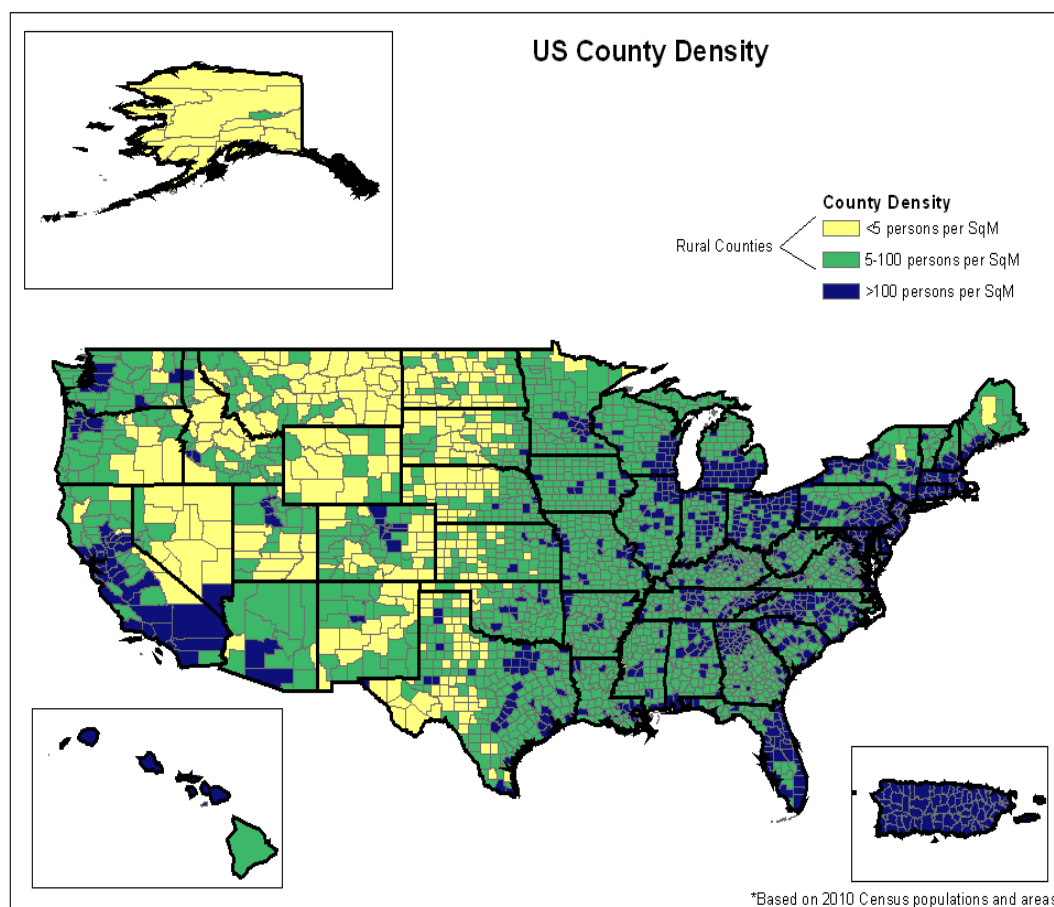 US County Density
County Density
Rural Counties
<5 persons per SqM
5-100 persons per SqM
>100 persons per SqM
*Based on 2010 Census populations and areas